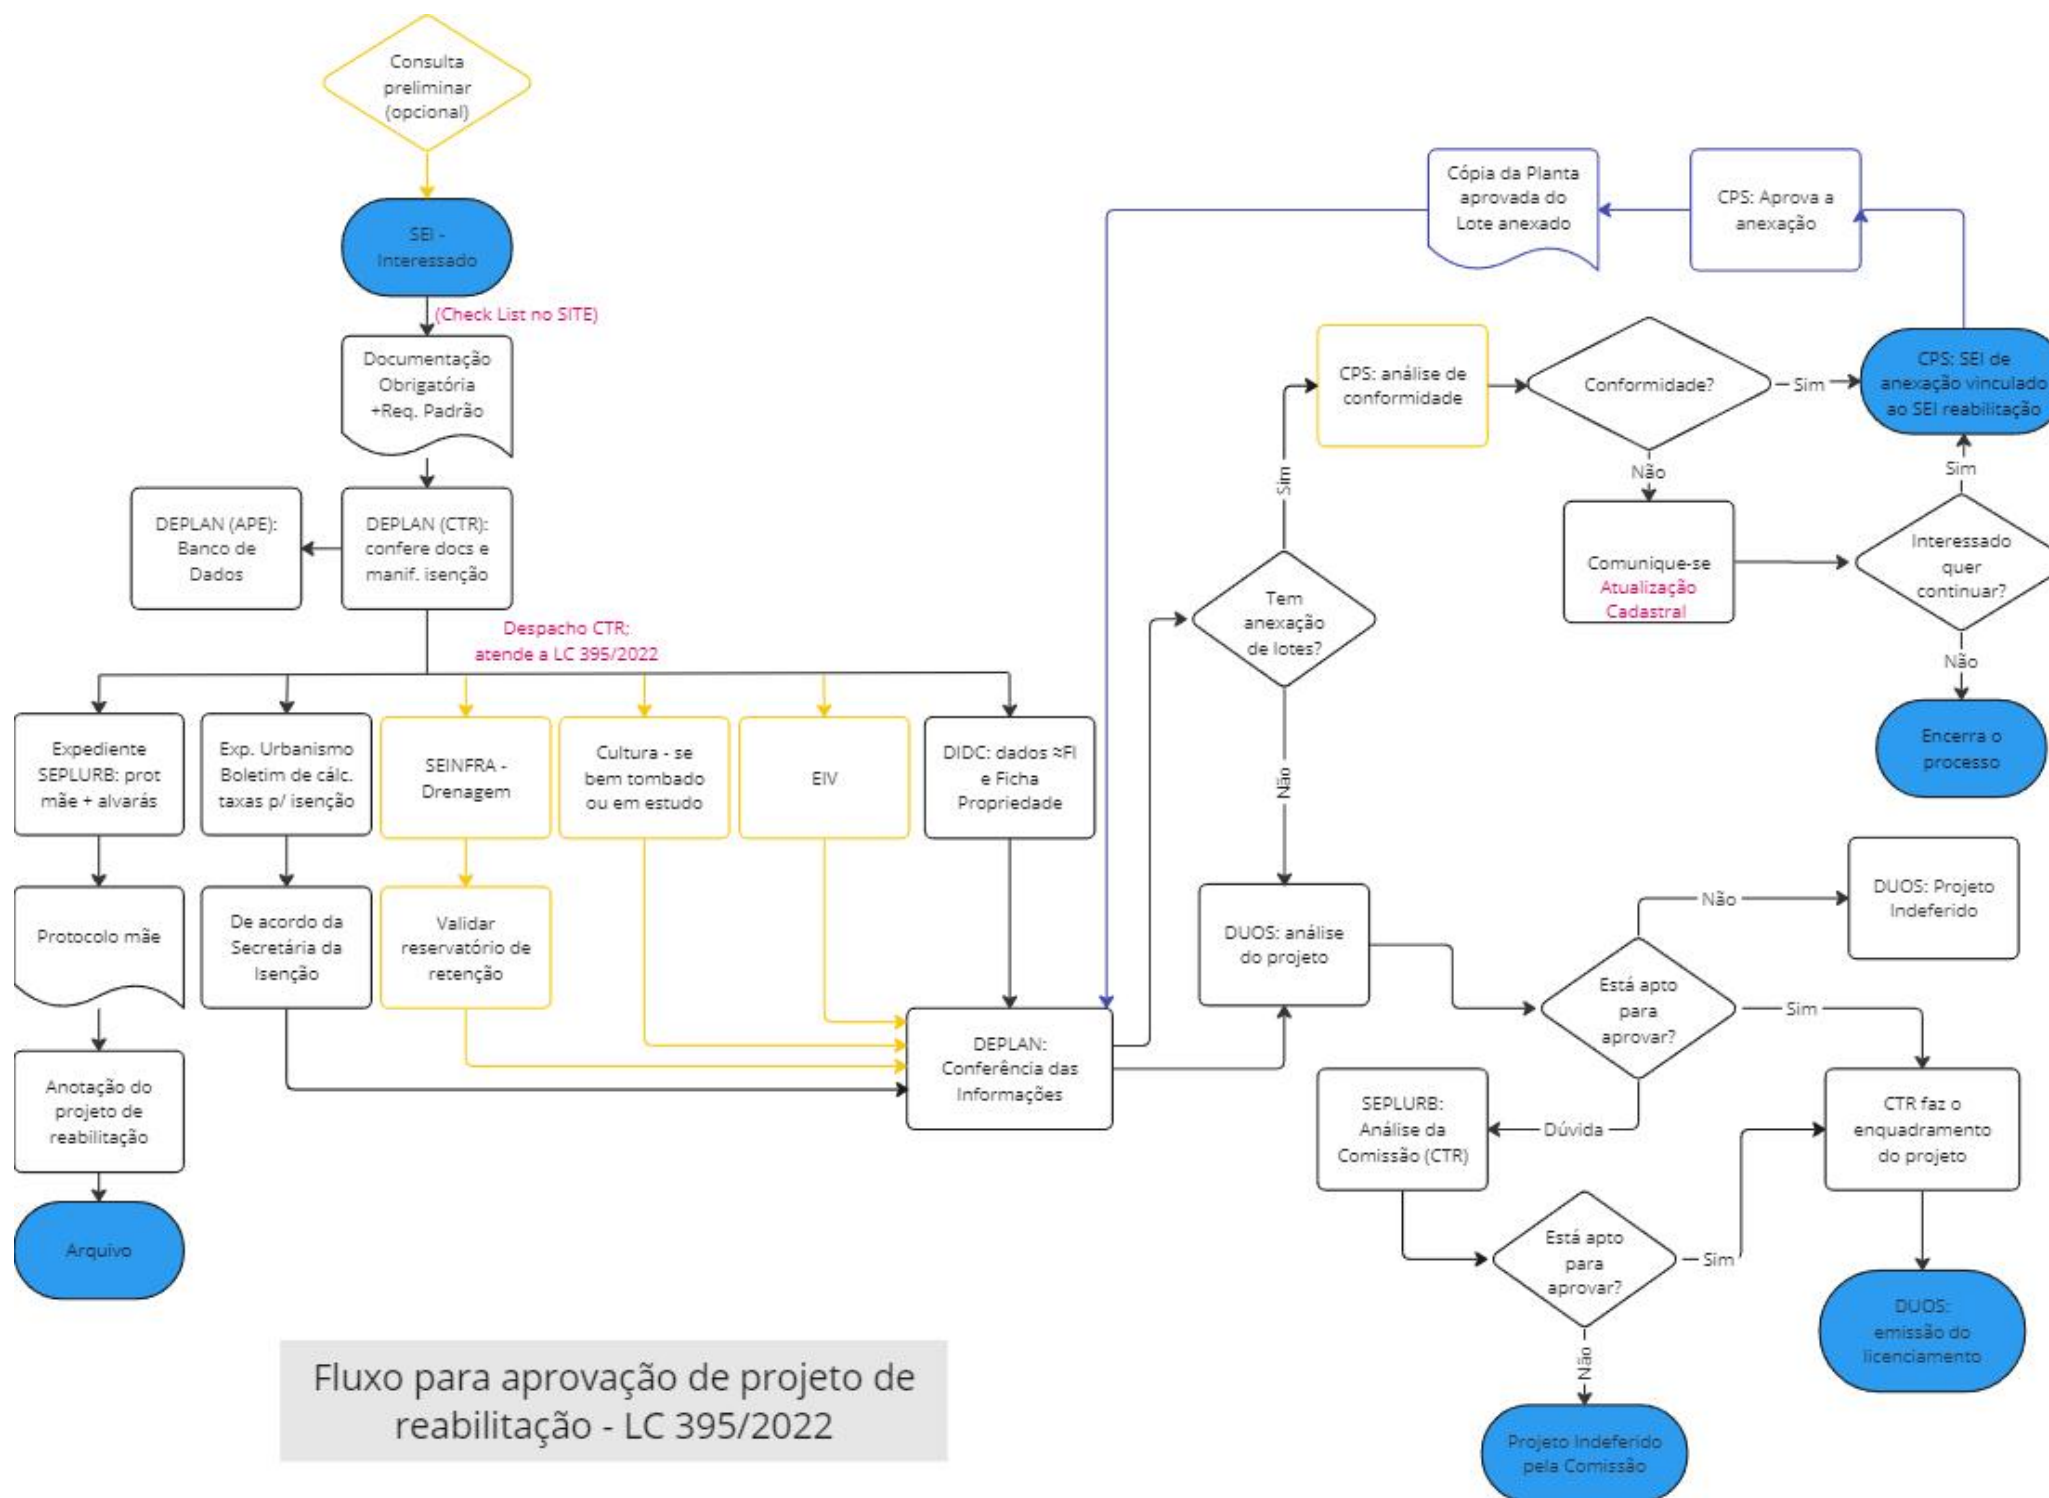 Consulta
preliminar
(opcional)
SEI -
Interessado
(Check List no SITE)
Documentação
Obrigatória
+Req. Padrão
DEPLAN (APE):
Banco de
Dados
DEPLAN (CTR):
confere docs e
manif. isenção
Despacho CTR;
atende a LC 395/2022
Expediente
SEPLURB: prot
mãe + alvarás
Exp. Urbanismo
Boletim de cálc.
taxas p/ isenção
SEINFRA -
Drenagem
Cultura - se
bem tombado
ou em estudo
EIV
DIDC: dados ≈FI
e Ficha
Propriedade
Protocolo mãe
De acordo da
Secretária da
Isenção
Validar
reservatório de
retenção
Anotação do
projeto de
reabilitação
Arquivo
DEPLAN:
Conferência das
Informações
Cópia da Planta
aprovada do
Lote anexado
CPS: Aprova a
anexação
CPS: análise de
conformidade
Conformidade?
Sim
CPS: SEI de
anexação vinculado
ao SEI reabilitação
Sim
Não
Sim
Comunique-se
Atualização
Cadastral
Interessado
quer
continuar?
Tem
anexação
de lotes?
Não
Encerra o
processo
Não
DUOS: análise
do projeto
Não
DUOS: Projeto
Indeferido
Está apto
para
aprovar?
Sim
SEPLURB:
Análise da
Comissão (CTR)
Dúvida
CTR faz o
enquadramento
do projeto
Está apto
para
aprovar?
Sim
DUOS:
emissão do
licenciamento
Não
Projeto Indeferido
pela Comissão
Fluxo para aprovação de projeto de
reabilitação - LC 395/2022